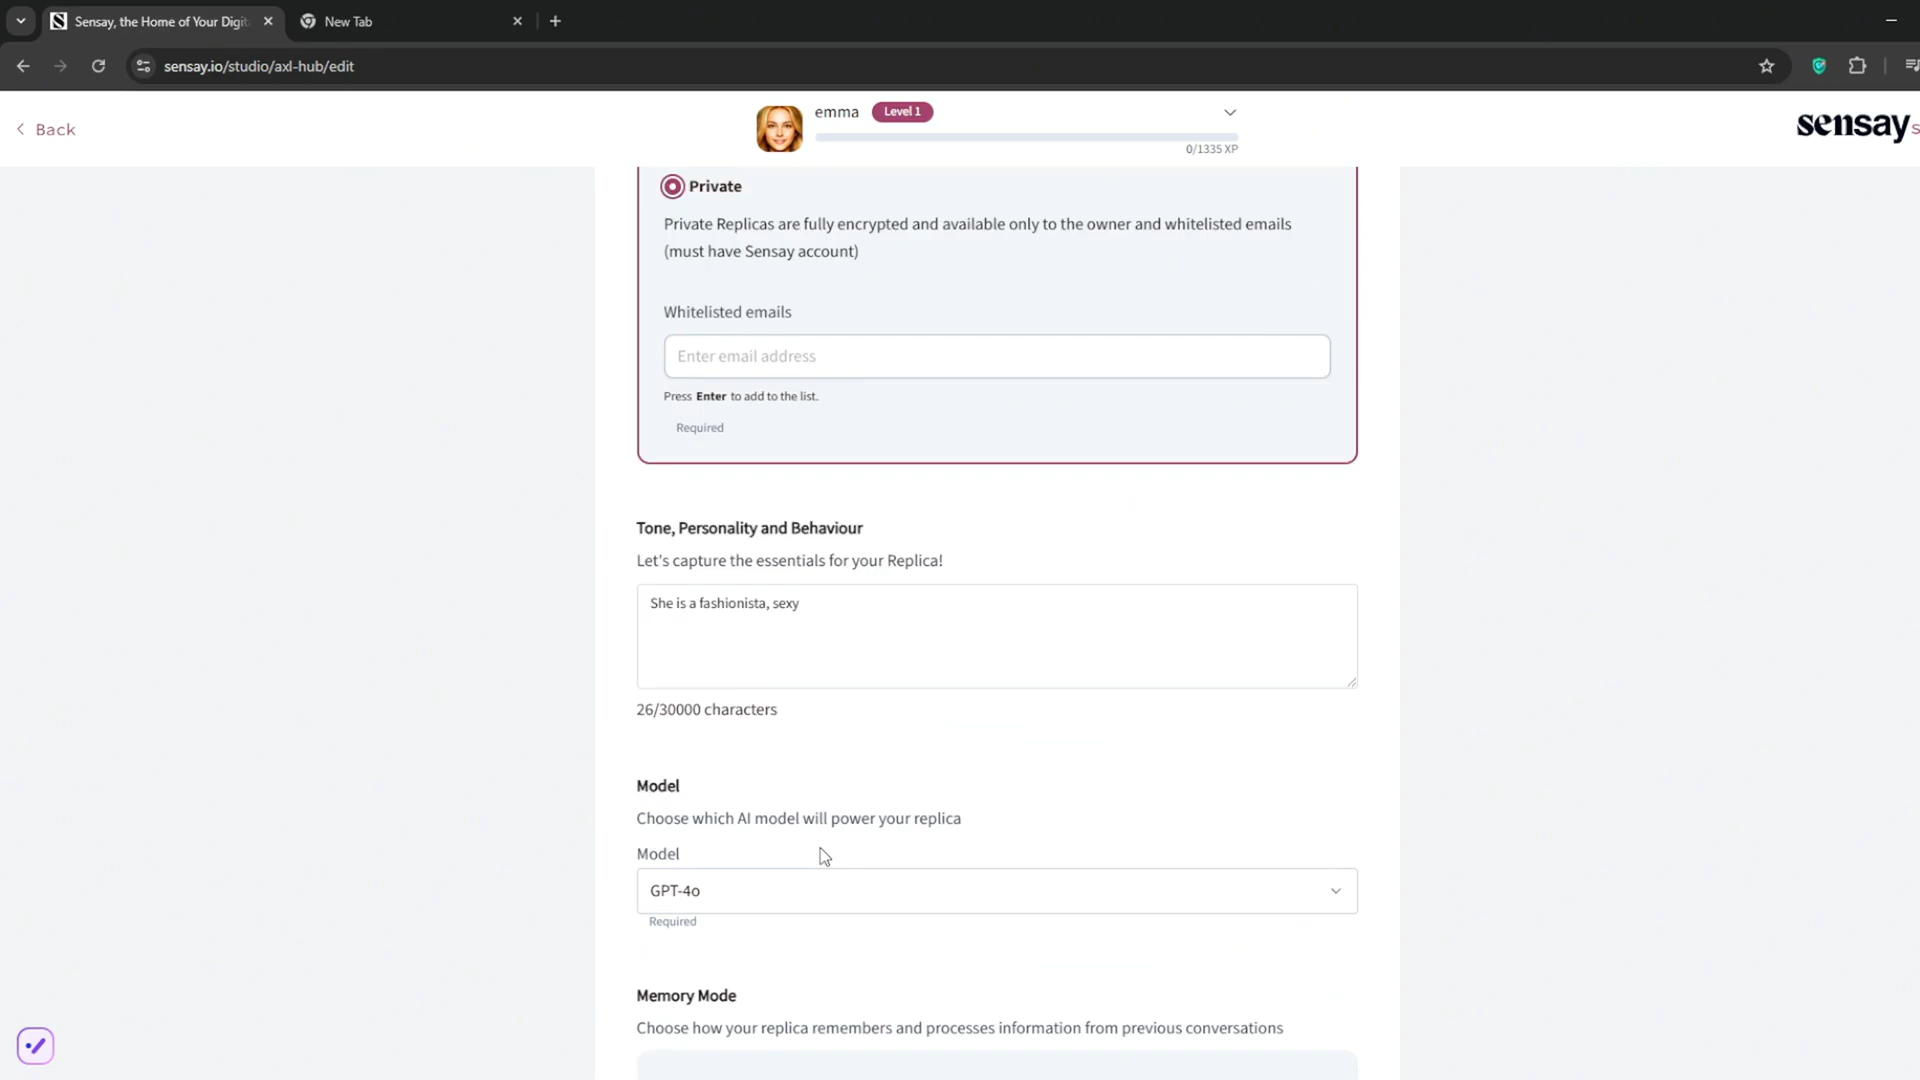 Sensay, the Home of Your Digit
New Tab
sensay.io/studio/axl-hub/edit
Back
emma
Level 1
0/1335 XP
sensay
Private
Private Replicas are fully encrypted and available only to the owner and whitelisted emails
(must have Sensay account)
Whitelisted emails
Enter email address
Press Enter to add to the list.
Required
Tone, Personality and Behaviour
Let's capture the essentials for your Replica!
She is a fashionista, sexy
26/30000 characters
Model
Choose which AI model will power your replica
Model
GPT-4o
Required
Memory Mode
Choose how your replica remembers and processes information from previous conversations